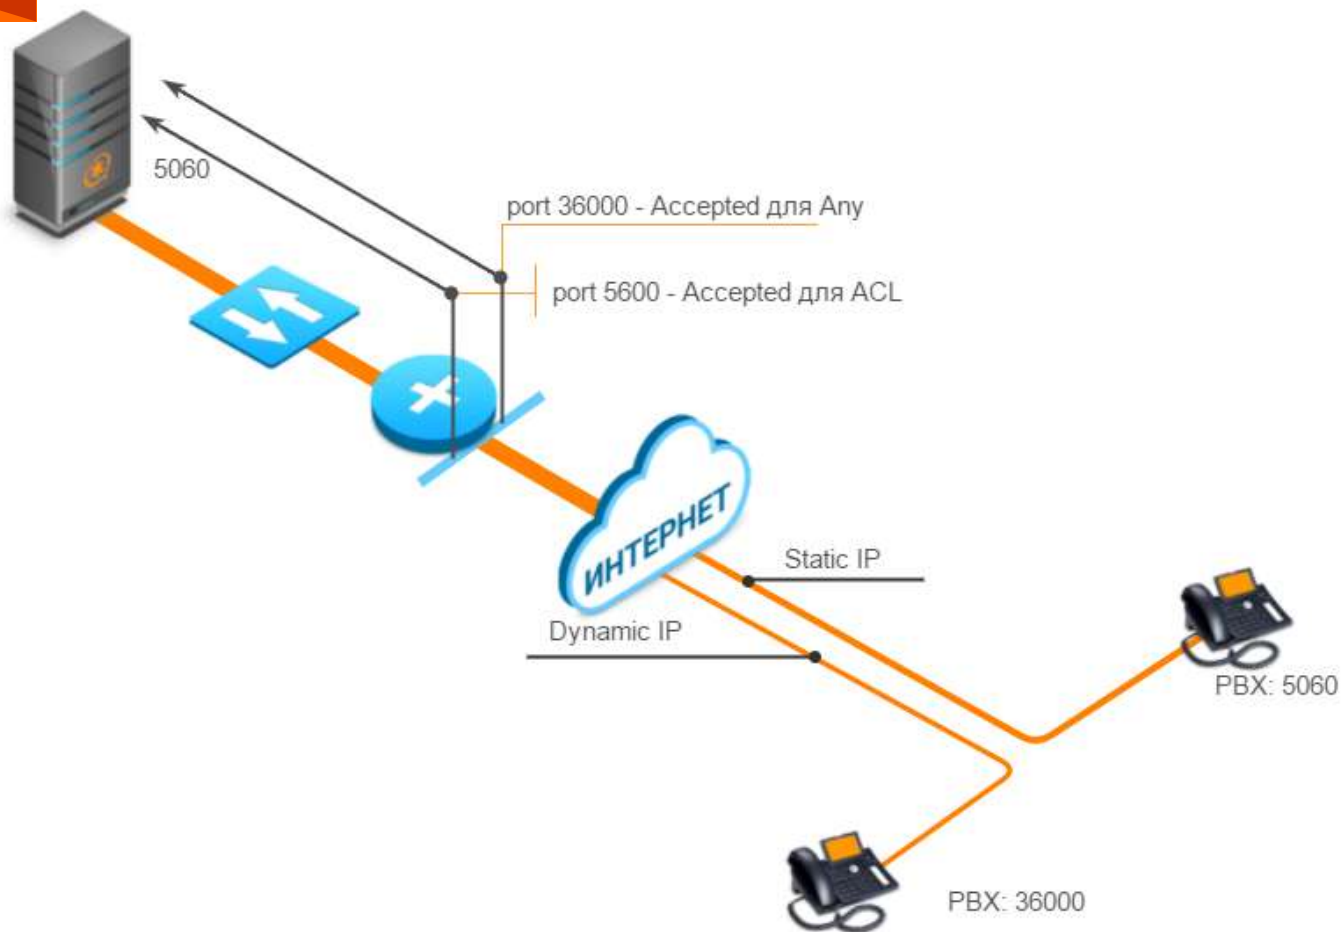 5060
port 36000 - Accepted для Any
port 5600 - Accepted для ACL
ИНТЕРНЕТ
Static IP
Dynamic IP
PBX: 5060
PBX: 36000